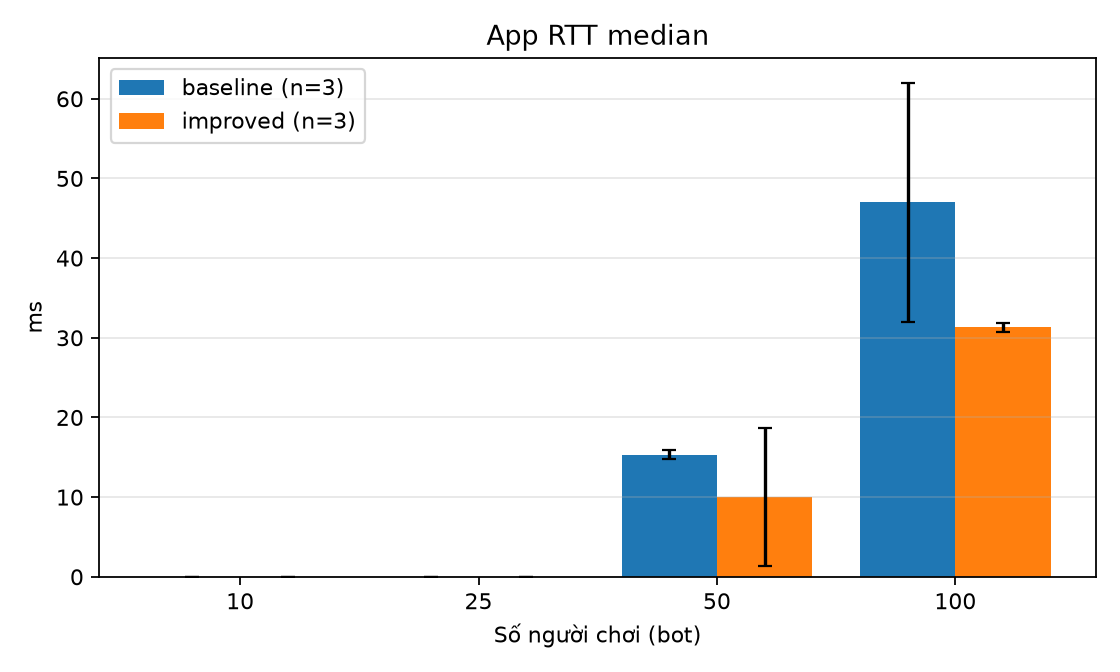 App RTT median
baseline (n=3)
improved (n=3)
60
50
40
30
20
10
0
ms
10 25 50 100
Số người chơi (bot)